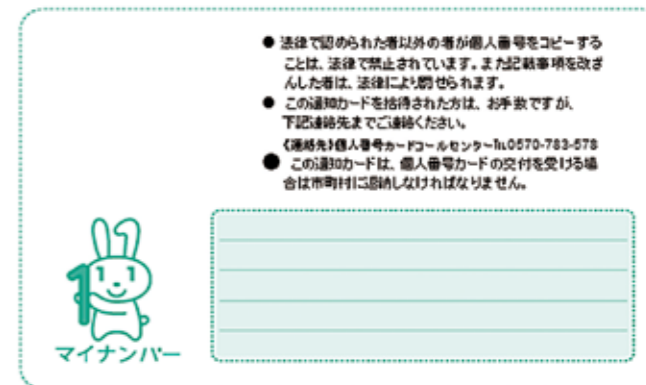 ● 法律で認められた者以外の者が個人番号をコピーする
ことは、法律で禁止されています。また記載事項を改ざ
んした者は、法律により罰せられます。
● この通知カードを拾得された方は、お手数ですが、
下記連絡先までご連絡ください。
《連絡先》個人番号カードコールセンター℡0570-783-578
● この通知カードは、個人番号カードの交付を受ける場
合は市町村に返納しなければなりません。
1
マイナンバー